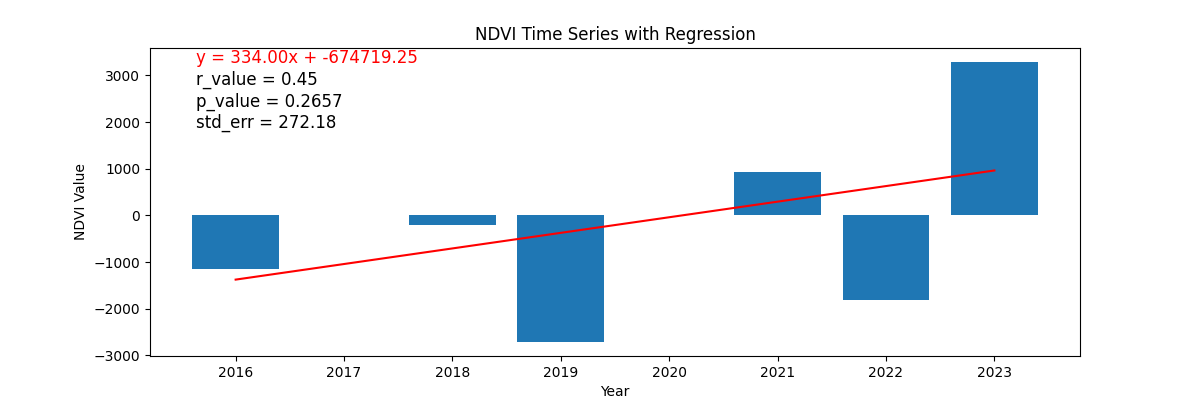 NDVI Time Series with Regression
y = 334.00x + -674719.25
r_value = 0.45
p_value = 0.2657
std_err = 272.18
3000
2000
1000
0
−1000
−2000
−3000
NDVI Value
2016 2017 2018 2019 2020 2021 2022 2023
Year